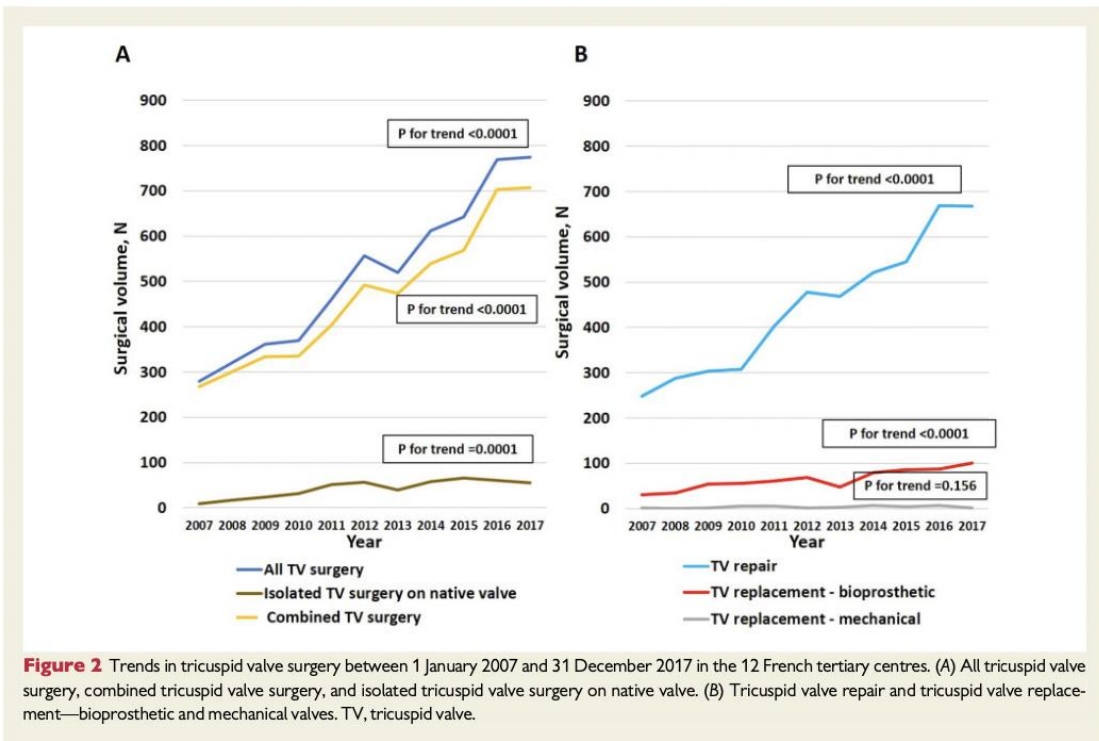 A
900
800
700
600
500
400
300
200
100
0
Surgical volume, N
P for trend <0.0001
P for trend <0.0001
P for trend =0.0001
2007 2008 2009 2010 2011 2012 2013 2014 2015 2016 2017
Year
All TV surgery
Isolated TV surgery on native valve
Combined TV surgery
B
900
800
700
600
500
400
300
200
100
0
Surgical volume, N
P for trend <0.0001
P for trend <0.0001
P for trend =0.156
2007 2008 2009 2010 2011 2012 2013 2014 2015 2016 2017
Year
TV repair
TV replacement - bioprosthetic
TV replacement - mechanical
Figure 2 Trends in tricuspid valve surgery between 1 January 2007 and 31 December 2017 in the 12 French tertiary centres. (A) All tricuspid valve
surgery, combined tricuspid valve surgery, and isolated tricuspid valve surgery on native valve. (B) Tricuspid valve repair and tricuspid valve replace-
ment—bioprosthetic and mechanical valves. TV, tricuspid valve.